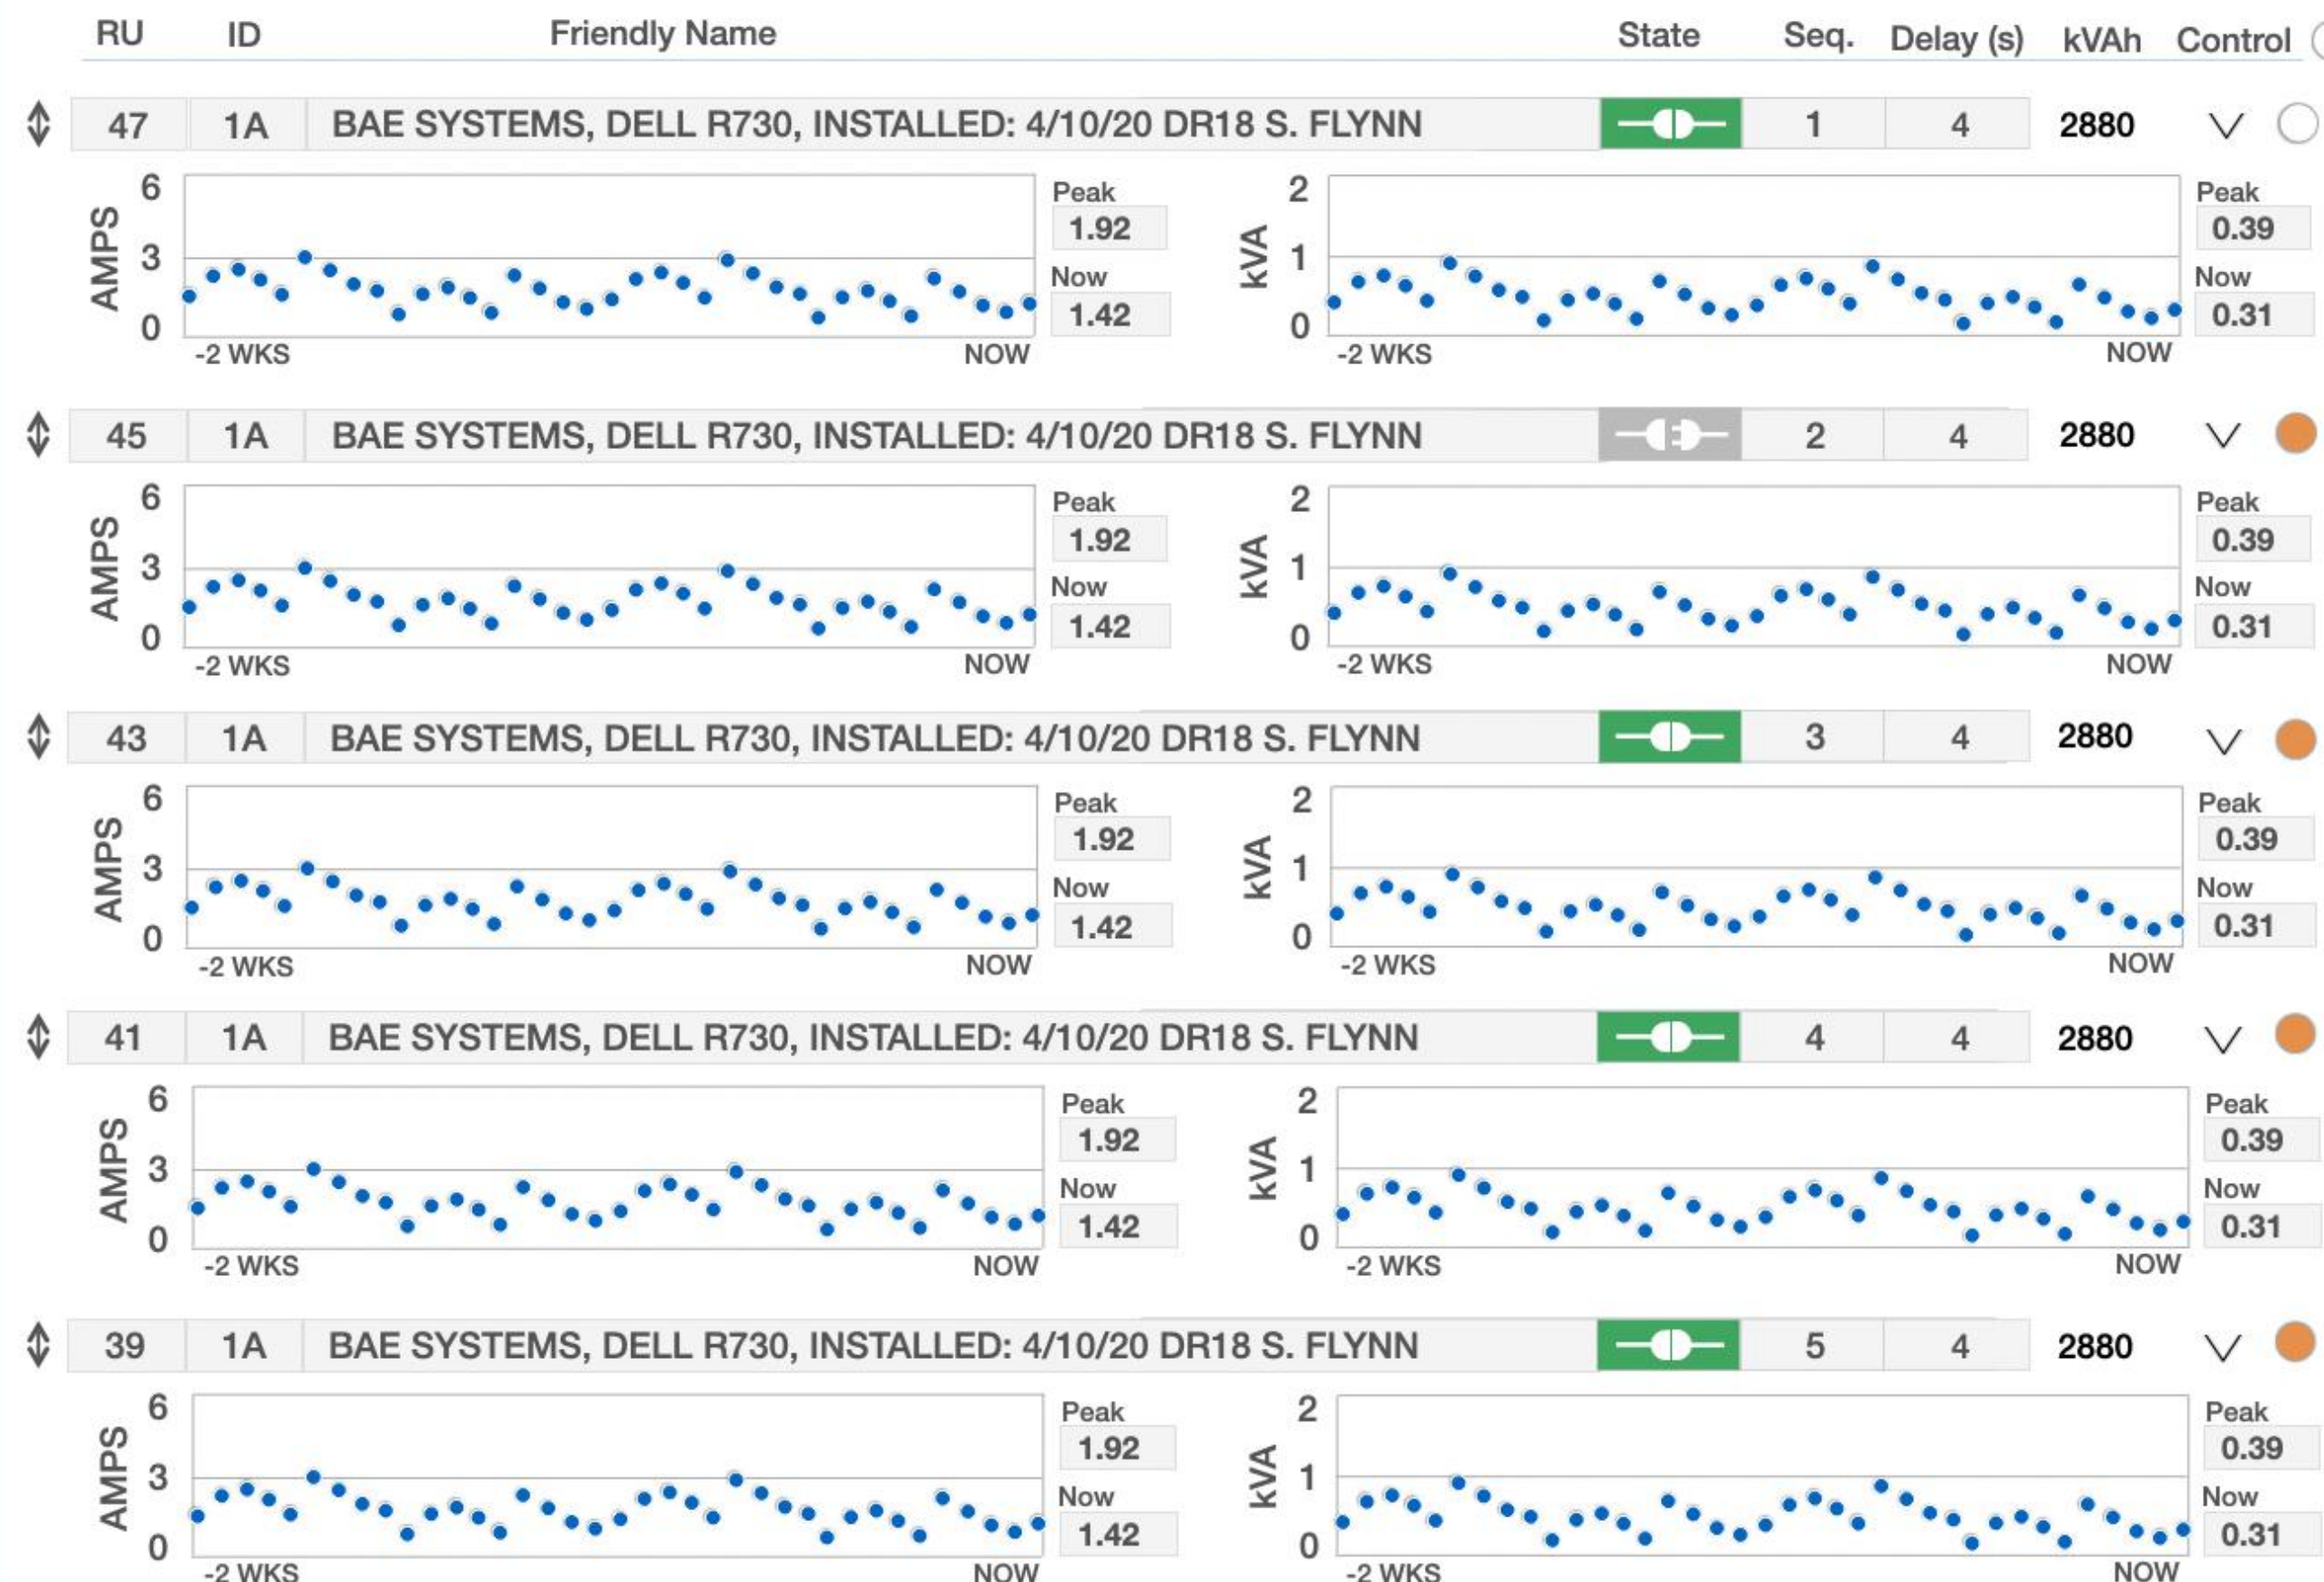 RU ID Friendly Name State Seq. Delay (s) kVAh Control
47 1A BAE SYSTEMS, DELL R730, INSTALLED: 4/10/20 DR18 S. FLYNN 1 4 2880
AMPS 6 3 0 -2 WKS NOW
Peak
1.92
Now
1.42
kVA 2 1 0 -2 WKS NOW
Peak
0.39
Now
0.31
45 1A BAE SYSTEMS, DELL R730, INSTALLED: 4/10/20 DR18 S. FLYNN 2 4 2880
AMPS 6 3 0 -2 WKS NOW
Peak
1.92
Now
1.42
kVA 2 1 0 -2 WKS NOW
Peak
0.39
Now
0.31
43 1A BAE SYSTEMS, DELL R730, INSTALLED: 4/10/20 DR18 S. FLYNN 3 4 2880
AMPS 6 3 0 -2 WKS NOW
Peak
1.92
Now
1.42
kVA 2 1 0 -2 WKS NOW
Peak
0.39
Now
0.31
41 1A BAE SYSTEMS, DELL R730, INSTALLED: 4/10/20 DR18 S. FLYNN 4 4 2880
AMPS 6 3 0 -2 WKS NOW
Peak
1.92
Now
1.42
kVA 2 1 0 -2 WKS NOW
Peak
0.39
Now
0.31
39 1A BAE SYSTEMS, DELL R730, INSTALLED: 4/10/20 DR18 S. FLYNN 5 4 2880
AMPS 6 3 0 -2 WKS NOW
Peak
1.92
Now
1.42
kVA 2 1 0 -2 WKS NOW
Peak
0.39
Now
0.31